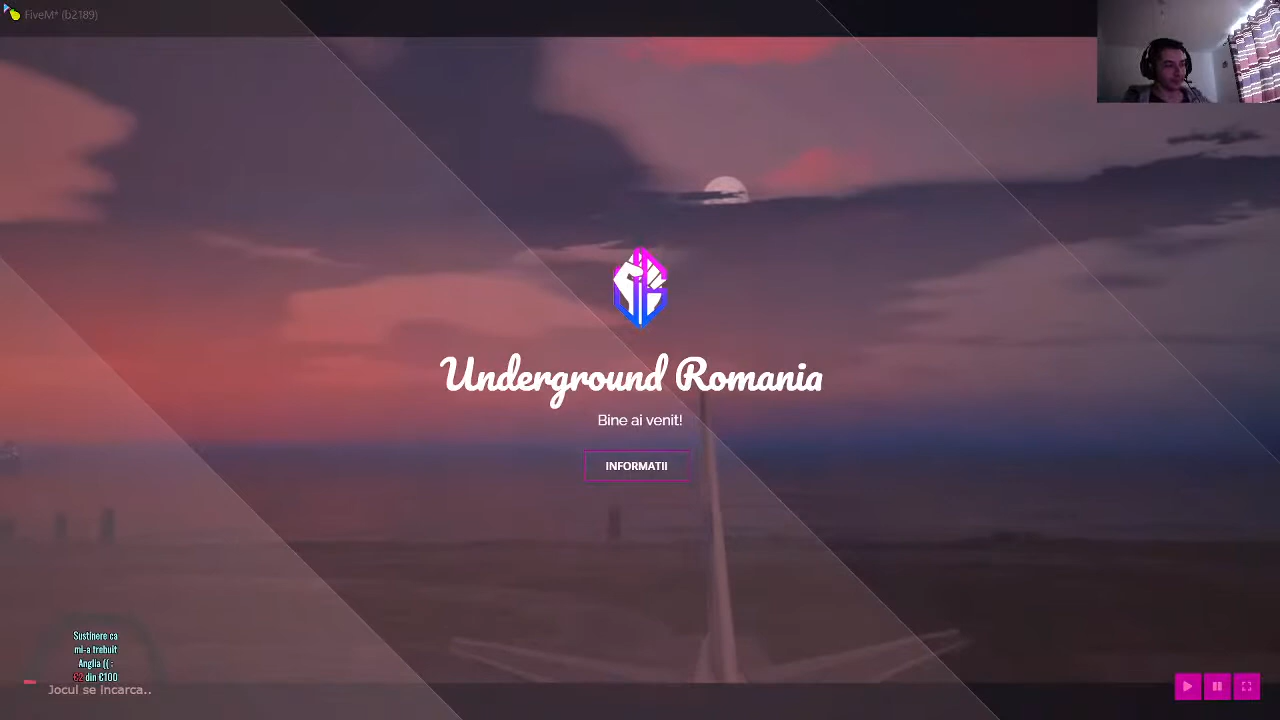 FiveM* (b2189)
Underground Romania
Bine ai venit!
INFORMATII
Sustinere ca
mi-a trebuit
Anglia (( :
€2 din €100
Jocul se incarca..